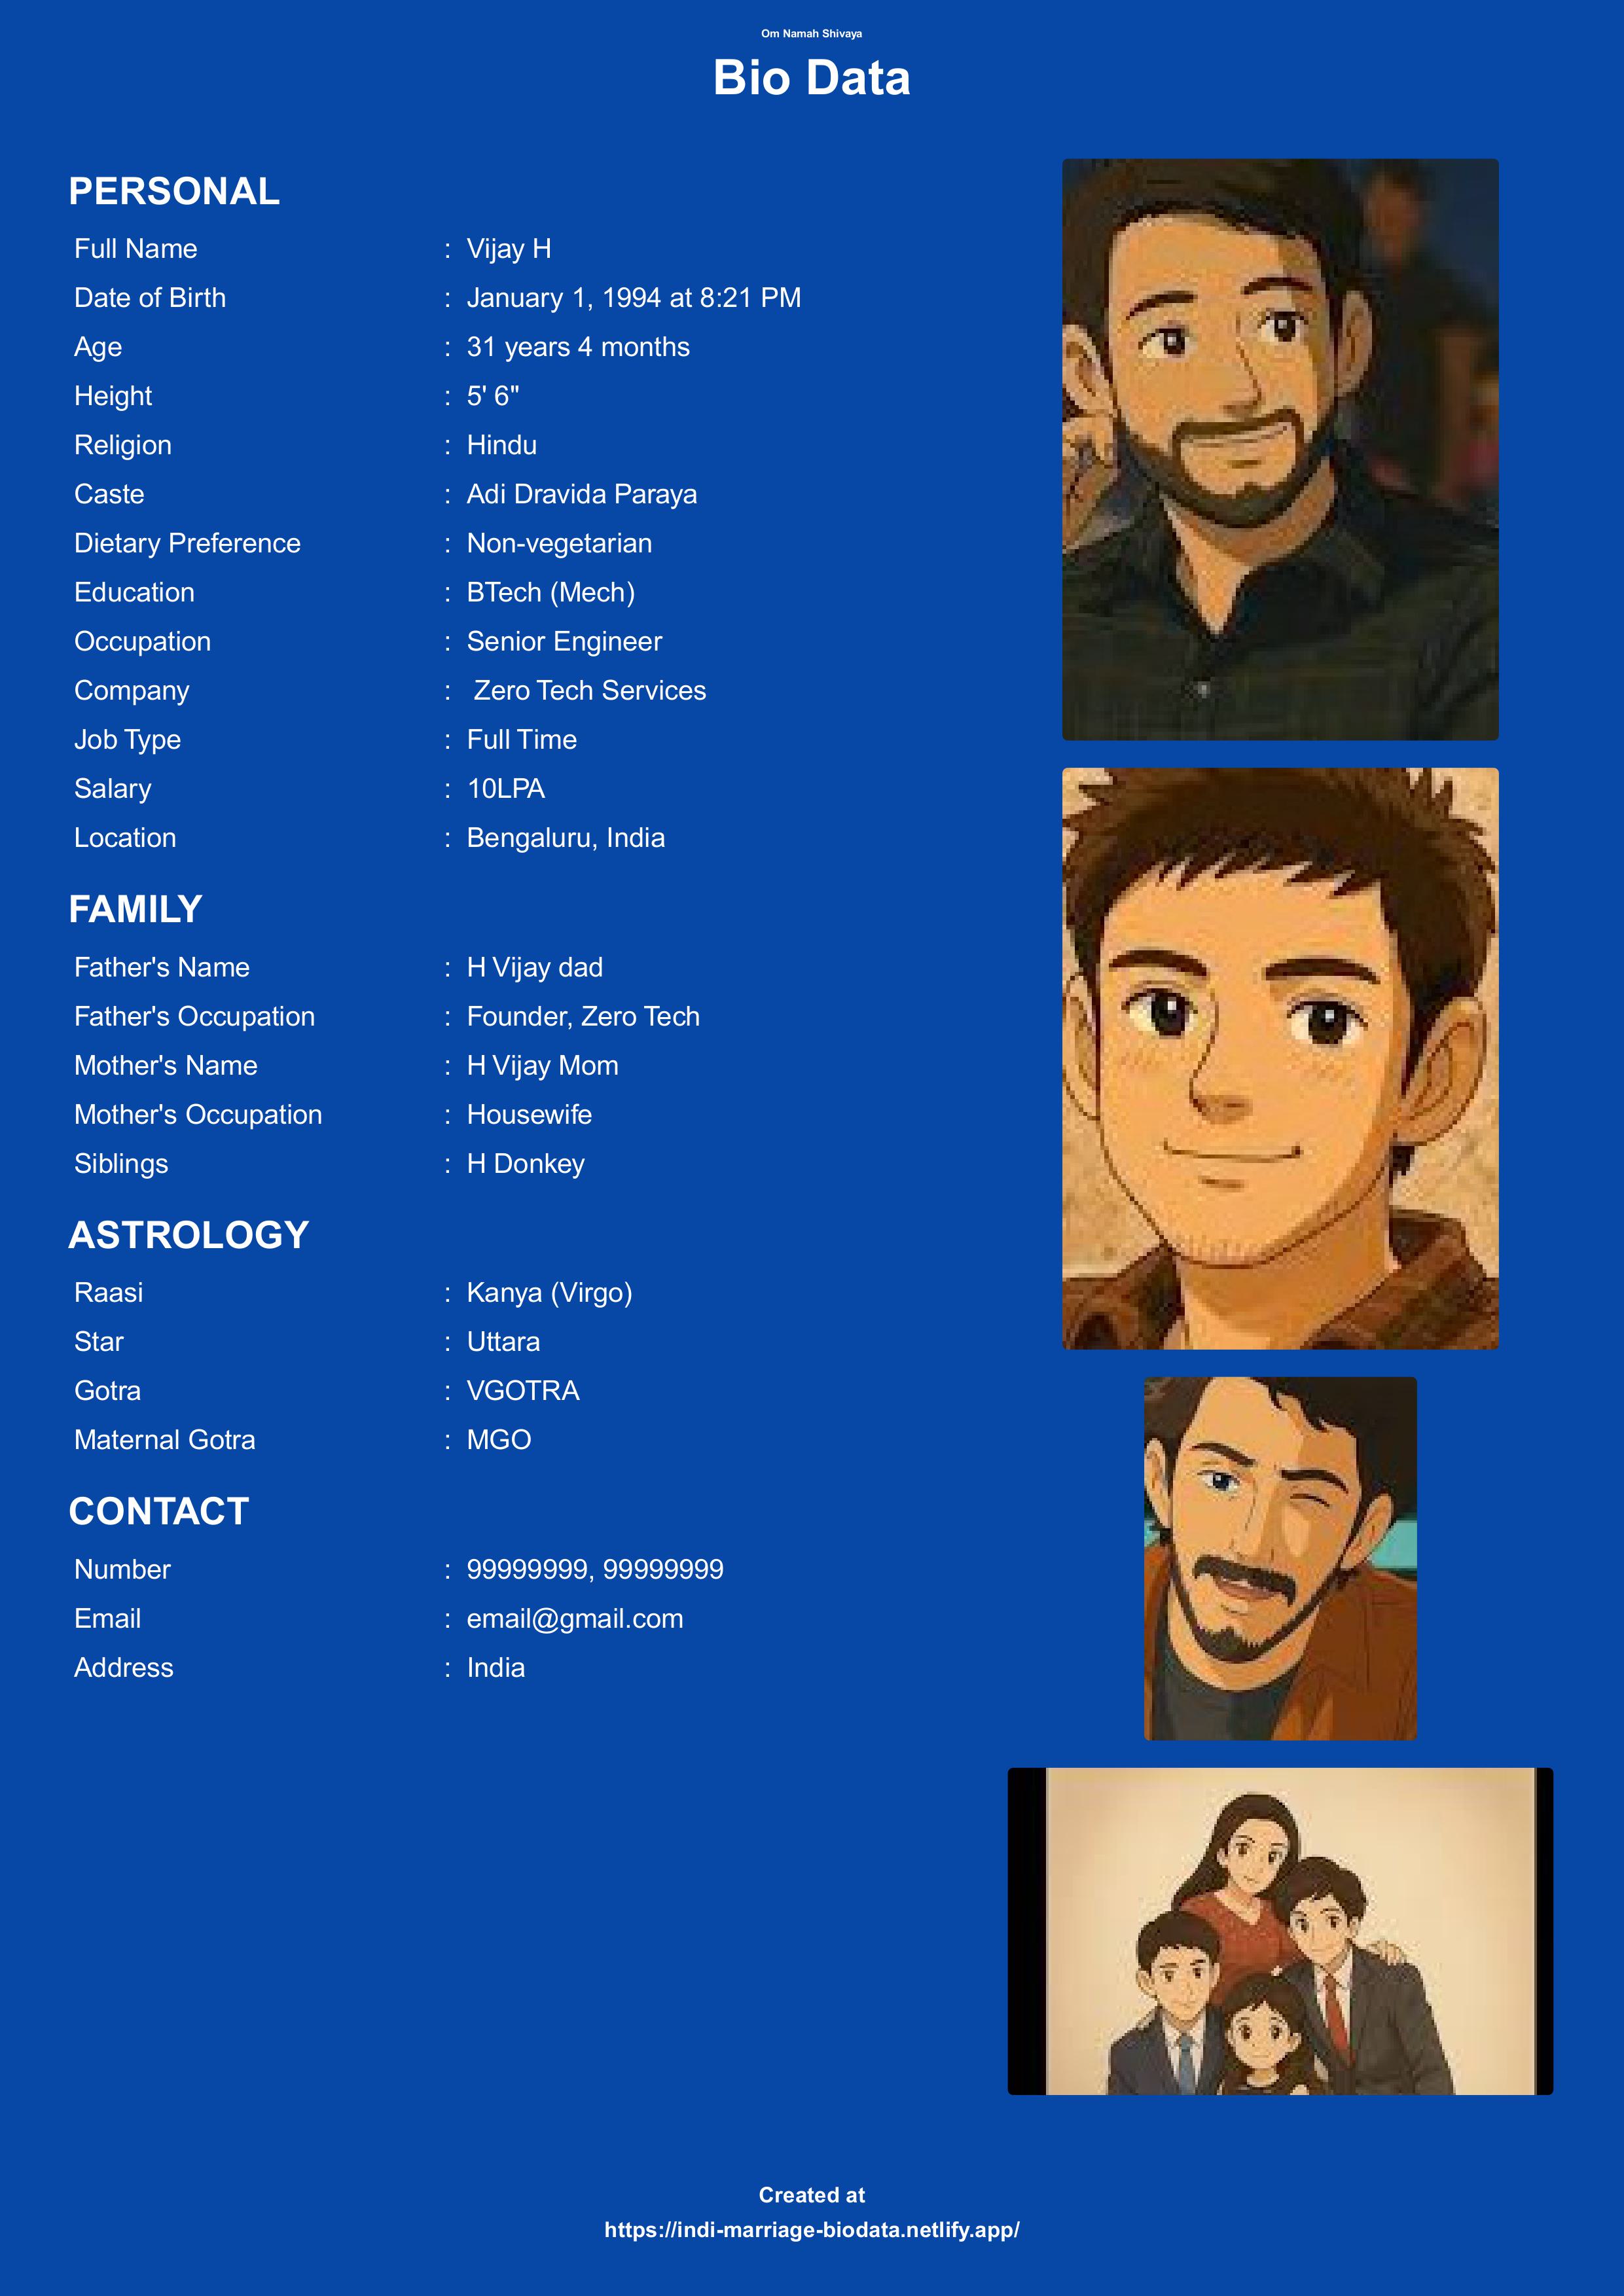 Om Namah Shivaya
Bio Data
PERSONAL
Full Name : Vijay H
Date of Birth : January 1, 1994 at 8:21 PM
Age : 31 years 4 months
Height : 5' 6"
Religion : Hindu
Caste : Adi Dravida Paraya
Dietary Preference : Non-vegetarian
Education : BTech (Mech)
Occupation : Senior Engineer
Company : Zero Tech Services
Job Type : Full Time
Salary : 10LPA
Location : Bengaluru, India
FAMILY
Father's Name : H Vijay dad
Father's Occupation : Founder, Zero Tech
Mother's Name : H Vijay Mom
Mother's Occupation : Housewife
Siblings : H Donkey
ASTROLOGY
Raasi : Kanya (Virgo)
Star : Uttara
Gotra : VGOTRA
Maternal Gotra : MGO
CONTACT
Number : 99999999, 99999999
Email : email@gmail.com
Address : India
Created at
https://indi-marriage-biodata.netlify.app/